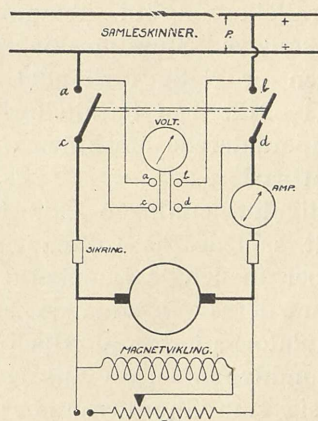 SAMLESKINNER.
P.
+
÷
a
b
c
d
VOLT.
a b
c d
AMP.
SIKRING.
MAGNETVIKLING.